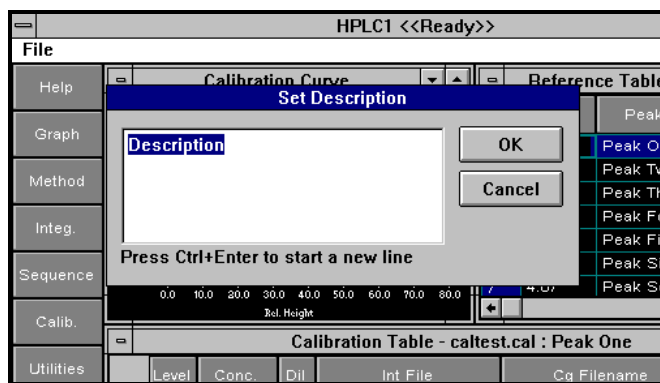 HPLC1 <<Ready>>
File
Help
Graph
Method
Integ.
Sequence
Calib.
Utilities
Calibration Curve
Reference Table
Set Description
Description
OK
Cancel
Press Ctrl+Enter to start a new line
Peak
Peak O
Peak Tw
Peak Th
Peak Fo
Peak Fi
Peak Si
7 4.67 Peak Se
0.0 10.0 20.0 30.0 40.0 50.0 60.0 70.0 80.0
Rel. Height
Calibration Table - caltest.cal : Peak One
Level Conc. Dil Int File Cg Filename